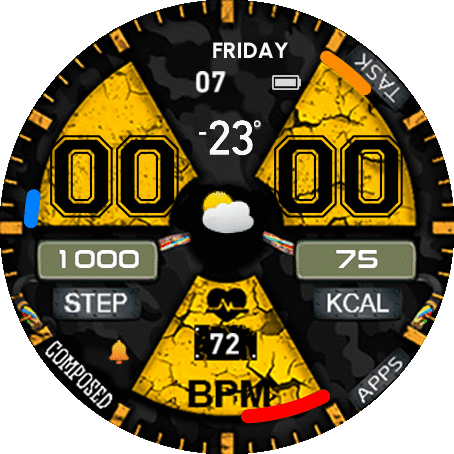 FRIDAY
07
TASK
-23°
00 00
1000
75
STEP
KCAL
72
COMPOSED
BPM
APPS